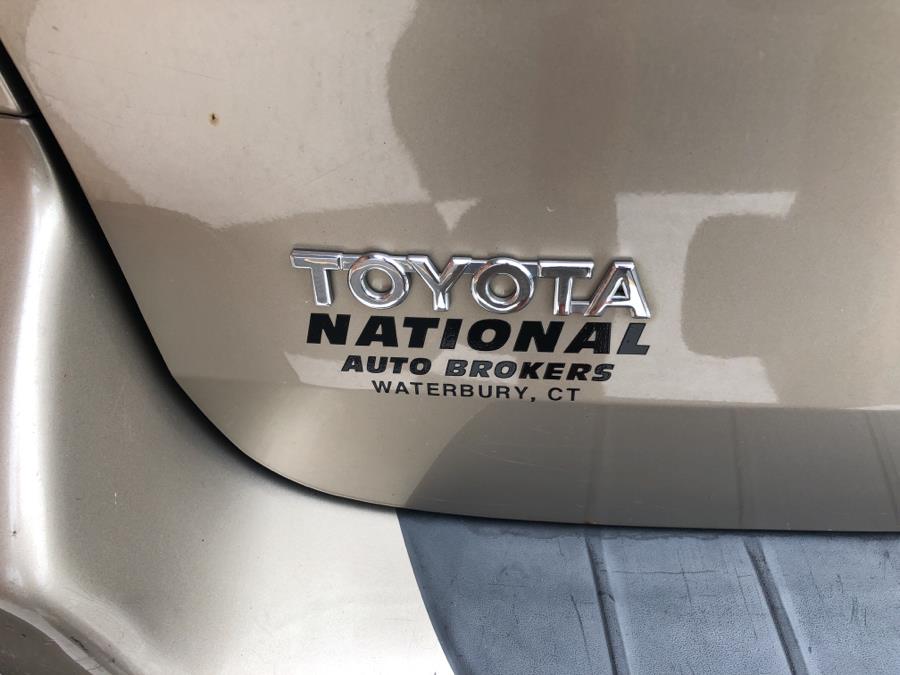 TOYOTA
NATIONAL
AUTO BROKERS
WATERBURY, CT